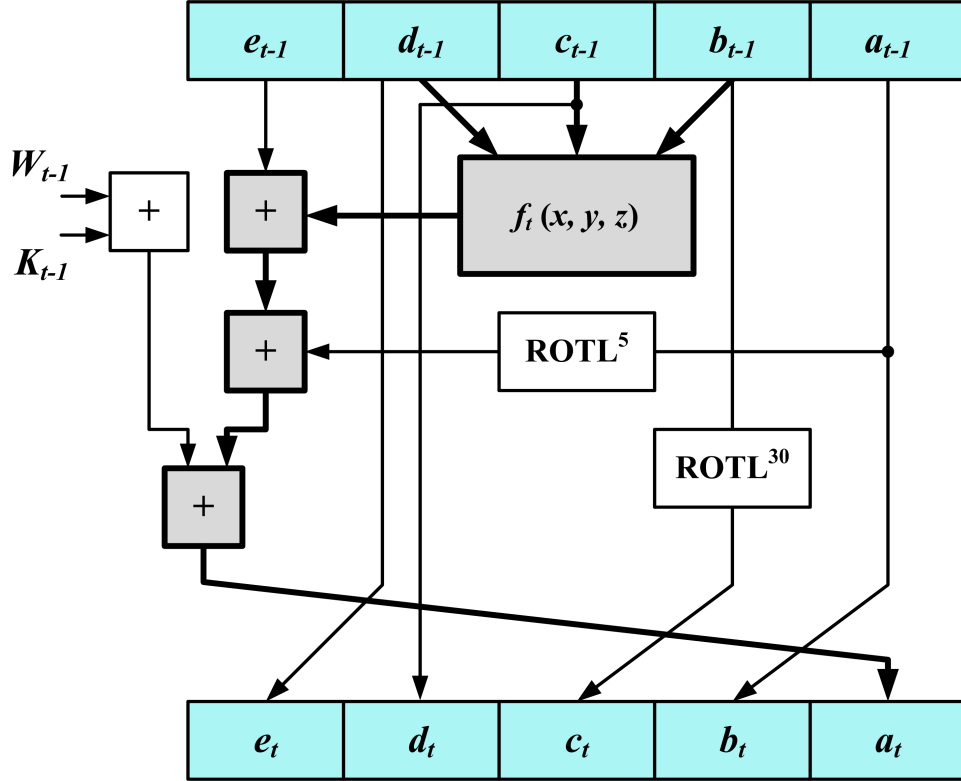 e_{t-1} d_{t-1} c_{t-1} b_{t-1} a_{t-1}
W_{t-1}
+ + f_t (x, y, z)
K_{t-1}
+ ROTL^5
ROTL^30
+
e_t d_t c_t b_t a_t